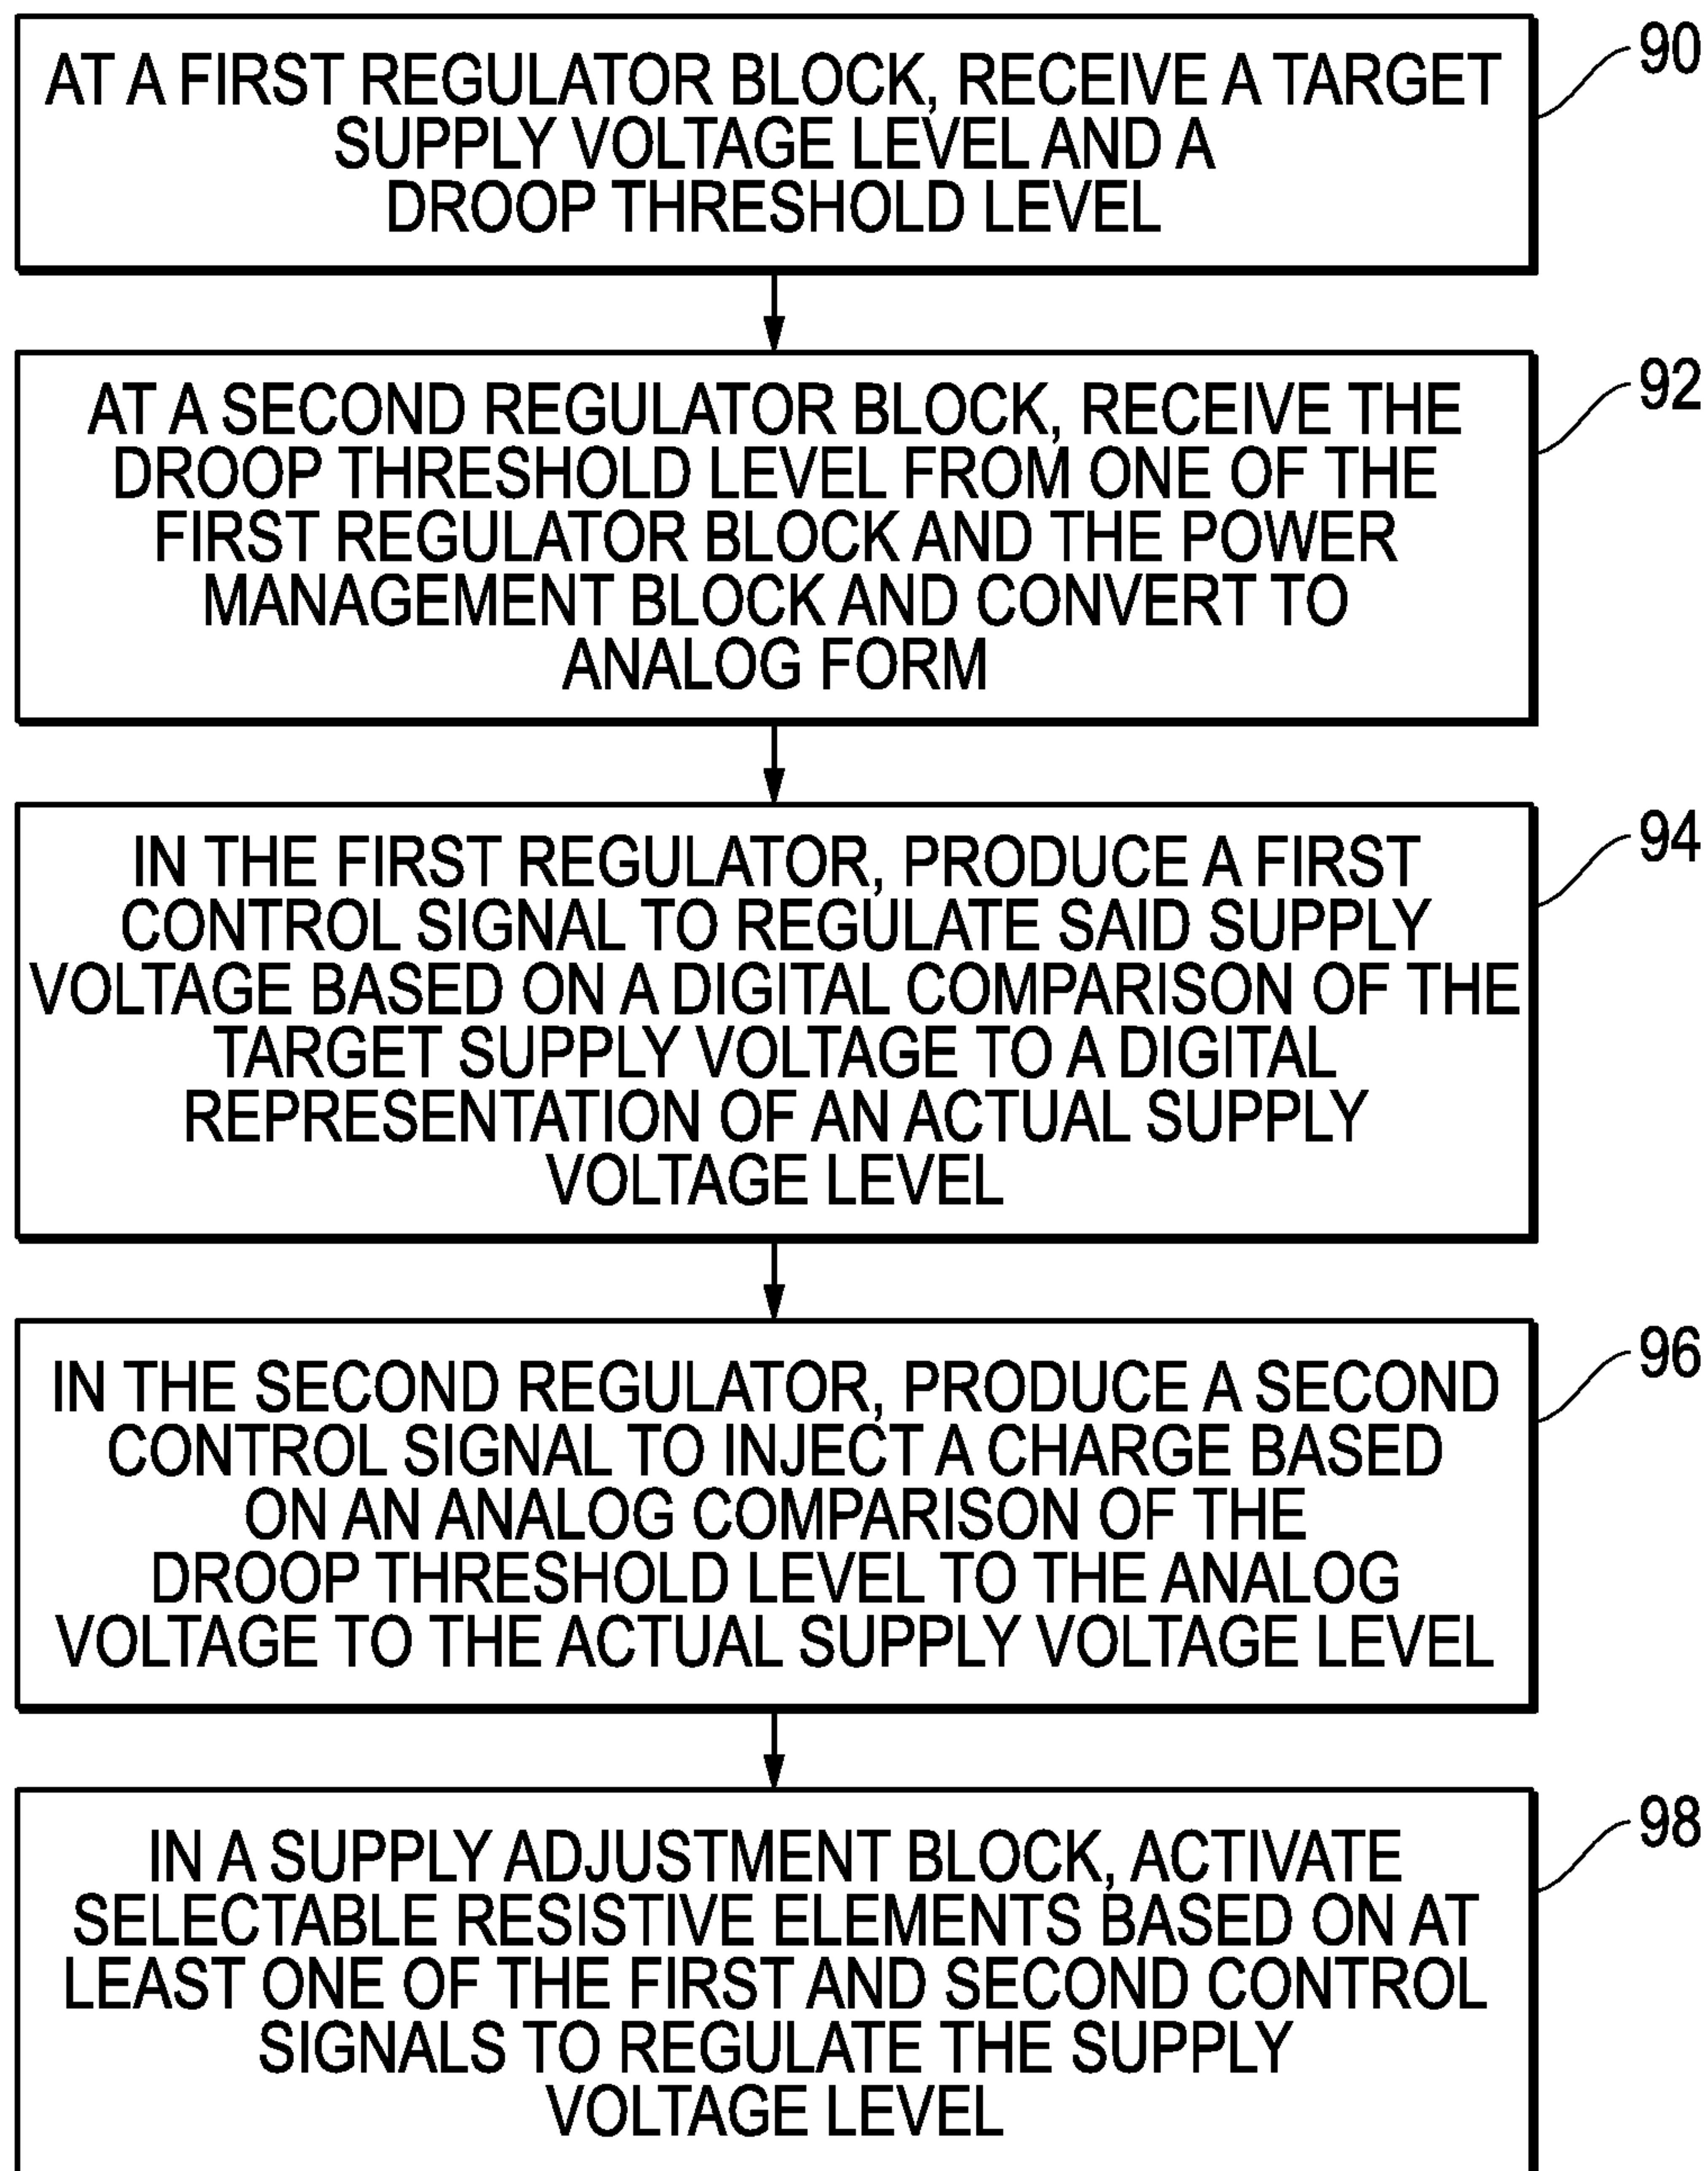 AT A FIRST REGULATOR BLOCK, RECEIVE A TARGET
SUPPLY VOLTAGE LEVEL AND A
DROOP THRESHOLD LEVEL
90
AT A SECOND REGULATOR BLOCK, RECEIVE THE
DROOP THRESHOLD LEVEL FROM ONE OF THE
FIRST REGULATOR BLOCK AND THE POWER
MANAGEMENT BLOCK AND CONVERT TO
ANALOG FORM
92
IN THE FIRST REGULATOR, PRODUCE A FIRST
CONTROL SIGNAL TO REGULATE SAID SUPPLY
VOLTAGE BASED ON A DIGITAL COMPARISON OF THE
TARGET SUPPLY VOLTAGE TO A DIGITAL
REPRESENTATION OF AN ACTUAL SUPPLY
VOLTAGE LEVEL
94
IN THE SECOND REGULATOR, PRODUCE A SECOND
CONTROL SIGNAL TO INJECT A CHARGE BASED
ON AN ANALOG COMPARISON OF THE
DROOP THRESHOLD LEVEL TO THE ANALOG
VOLTAGE TO THE ACTUAL SUPPLY VOLTAGE LEVEL
96
IN A SUPPLY ADJUSTMENT BLOCK, ACTIVATE
SELECTABLE RESISTIVE ELEMENTS BASED ON AT
LEAST ONE OF THE FIRST AND SECOND CONTROL
SIGNALS TO REGULATE THE SUPPLY
VOLTAGE LEVEL
98